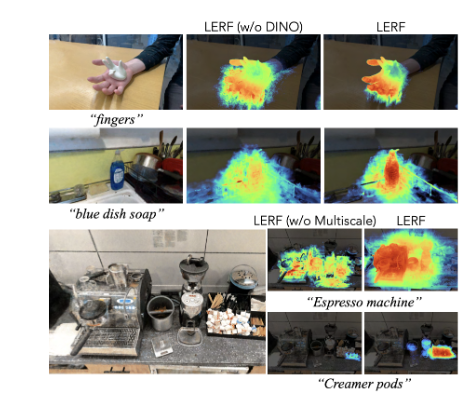 LERF (w/o DINO) LERF
"fingers"
"blue dish soap"
LERF (w/o Multiscale) LERF
"Espresso machine"
"Creamer pods"